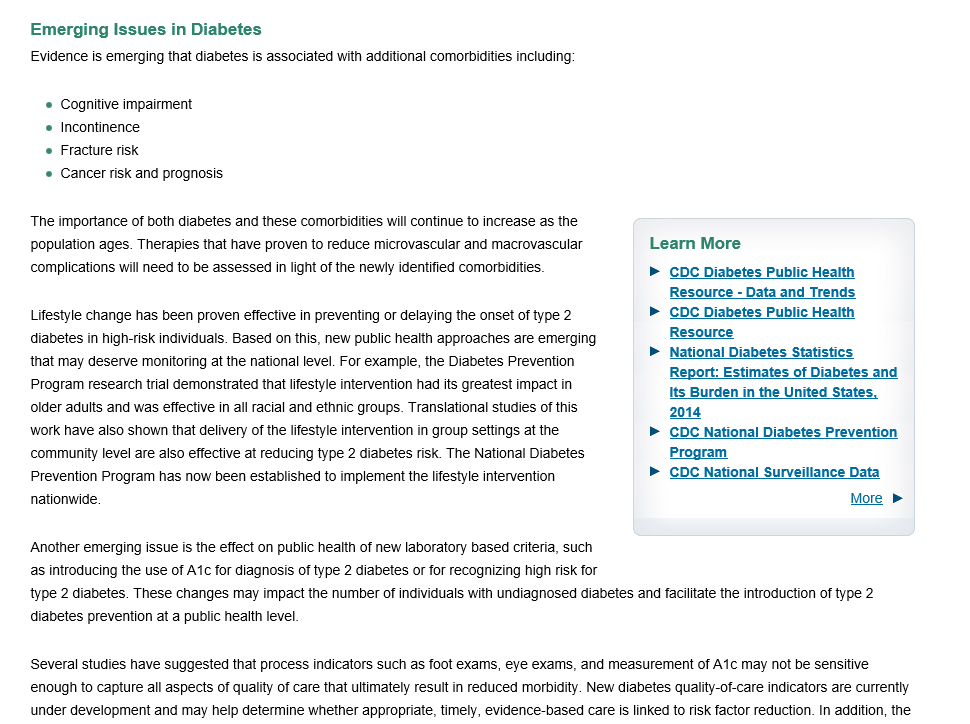 Emerging Issues in Diabetes
Evidence is emerging that diabetes is associated with additional comorbidities including:
Cognitive impairment
Incontinence
Fracture risk
Cancer risk and prognosis
The importance of both diabetes and these comorbidities will continue to increase as the
population ages. Therapies that have proven to reduce microvascular and macrovascular
complications will need to be assessed in light of the newly identified comorbidities.
Lifestyle change has been proven effective in preventing or delaying the onset of type 2
diabetes in high-risk individuals. Based on this, new public health approaches are emerging
that may deserve monitoring at the national level. For example, the Diabetes Prevention
Program research trial demonstrated that lifestyle intervention had its greatest impact in
older adults and was effective in all racial and ethnic groups. Translational studies of this
work have also shown that delivery of the lifestyle intervention in group settings at the
community level are also effective at reducing type 2 diabetes risk. The National Diabetes
Prevention Program has now been established to implement the lifestyle intervention
nationwide.
Another emerging issue is the effect on public health of new laboratory based criteria, such
as introducing the use of A1c for diagnosis of type 2 diabetes or for recognizing high risk for
type 2 diabetes. These changes may impact the number of individuals with undiagnosed diabetes and facilitate the introduction of type 2
diabetes prevention at a public health level.
Several studies have suggested that process indicators such as foot exams, eye exams, and measurement of A1c may not be sensitive
enough to capture all aspects of quality of care that ultimately result in reduced morbidity. New diabetes quality-of-care indicators are currently
under development and may help determine whether appropriate, timely, evidence-based care is linked to risk factor reduction. In addition, the
Learn More
CDC Diabetes Public Health
Resource - Data and Trends
CDC Diabetes Public Health
Resource
National Diabetes Statistics
Report: Estimates of Diabetes and
Its Burden in the United States,
2014
CDC National Diabetes Prevention
Program
CDC National Surveillance Data
More